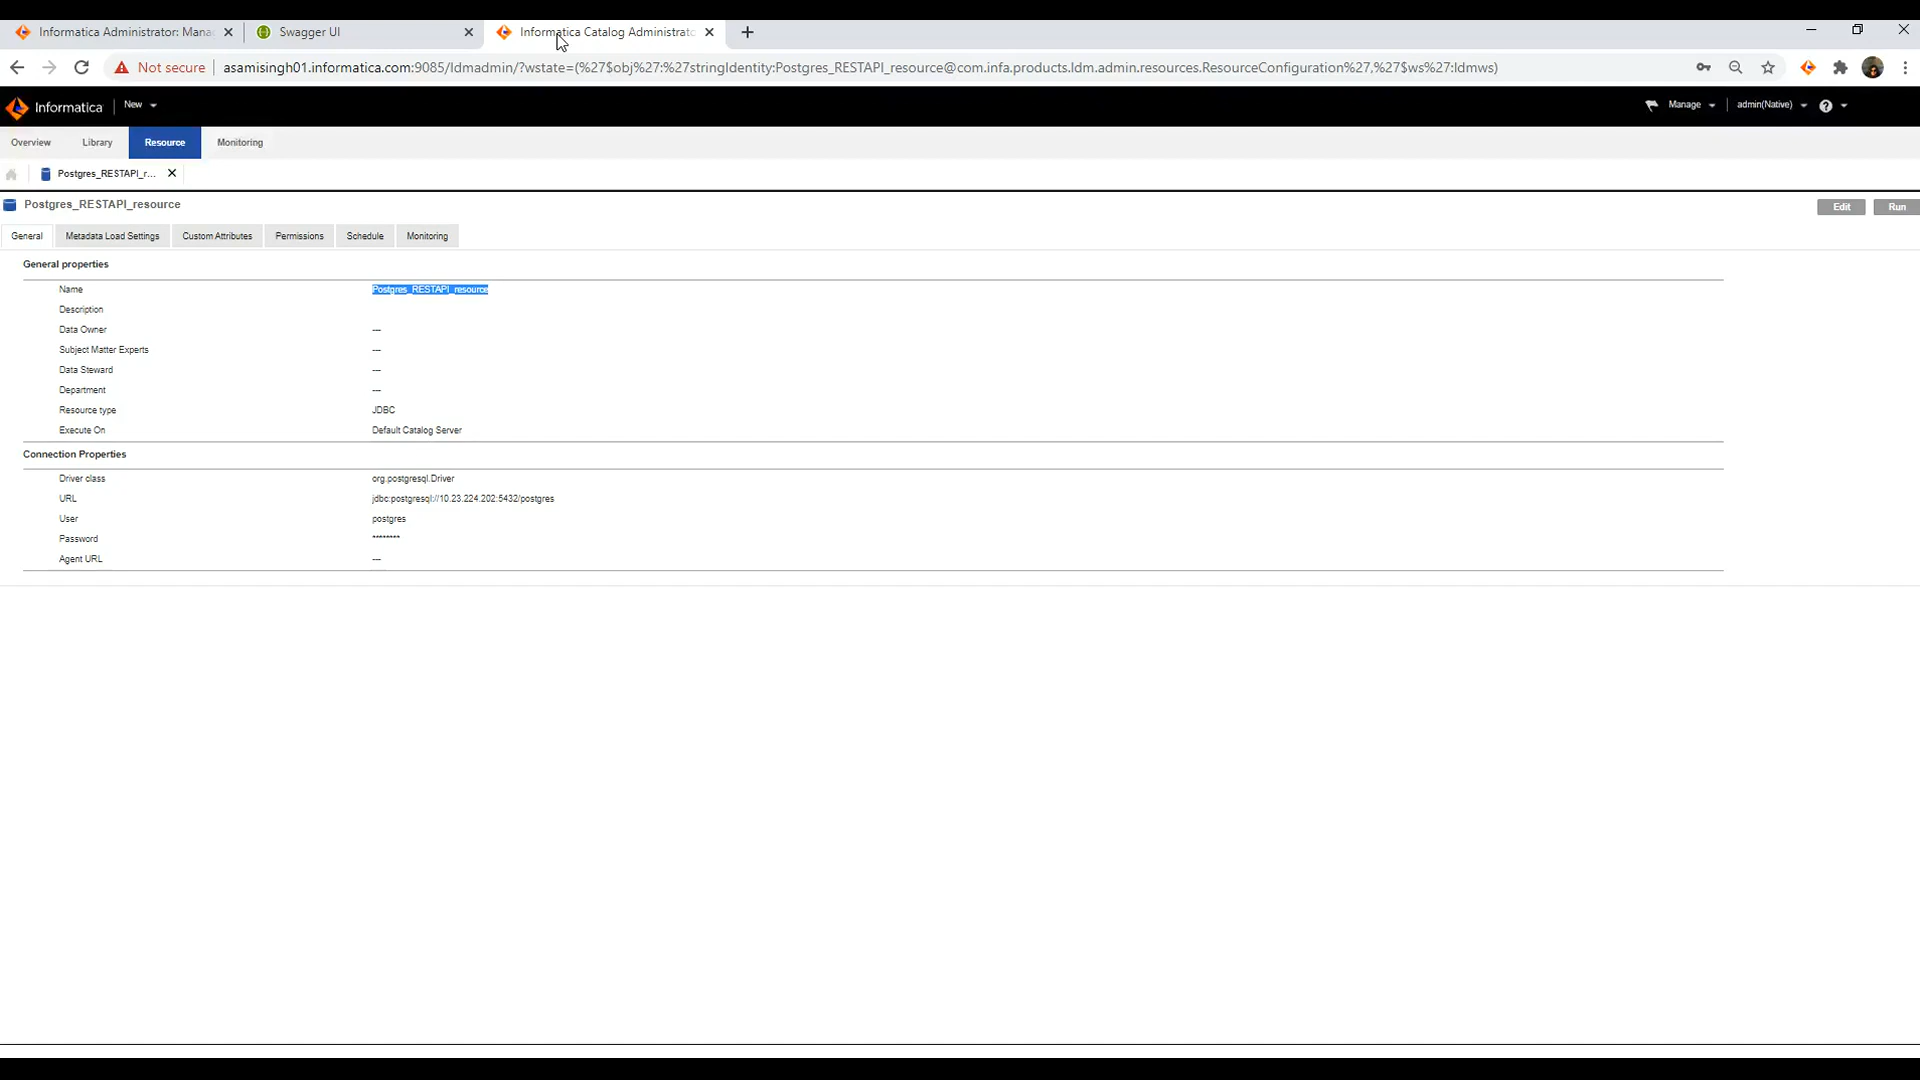 Informatica Administrator: Mana
Swagger UI
Informatica Catalog Administrato
Not secure
asamisingh01.informatica.com:9085/ldmadmin/?wstate=(%27$obj%27:%27stringIdentity:Postgres_RESTAPI_resource@com.infa.products.ldm.admin.resources.ResourceConfiguration%27,%27$ws%27:ldmws)
Informatica
New
Manage
admin(Native)
Overview
Library
Resource
Monitoring
Postgres_RESTAPI_r...
Postgres_RESTAPI_resource
Edit
Run
General
Metadata Load Settings
Custom Attributes
Permissions
Schedule
Monitoring
General properties
Name Postgres_RESTAPI_resource
Description
Data Owner ---
Subject Matter Experts ---
Data Steward ---
Department ---
Resource type JDBC
Execute On Default Catalog Server
Connection Properties
Driver class org.postgresql.Driver
URL jdbc:postgresql://10.23.224.202:5432/postgres
User postgres
Password ********
Agent URL ---